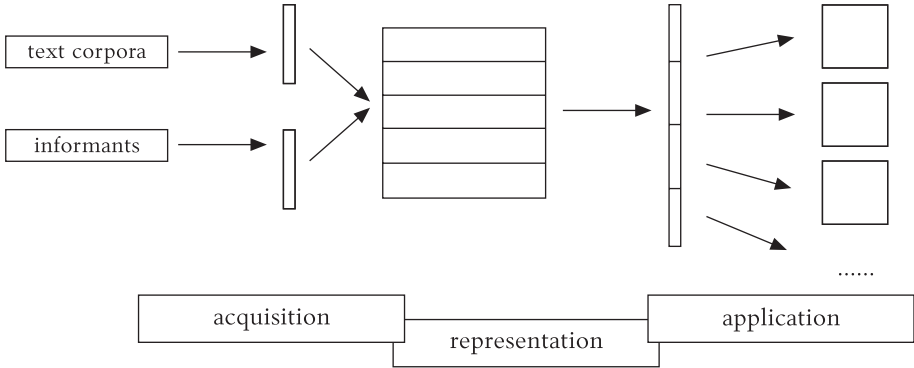 text corpora
informants
......
acquisition
representation
application